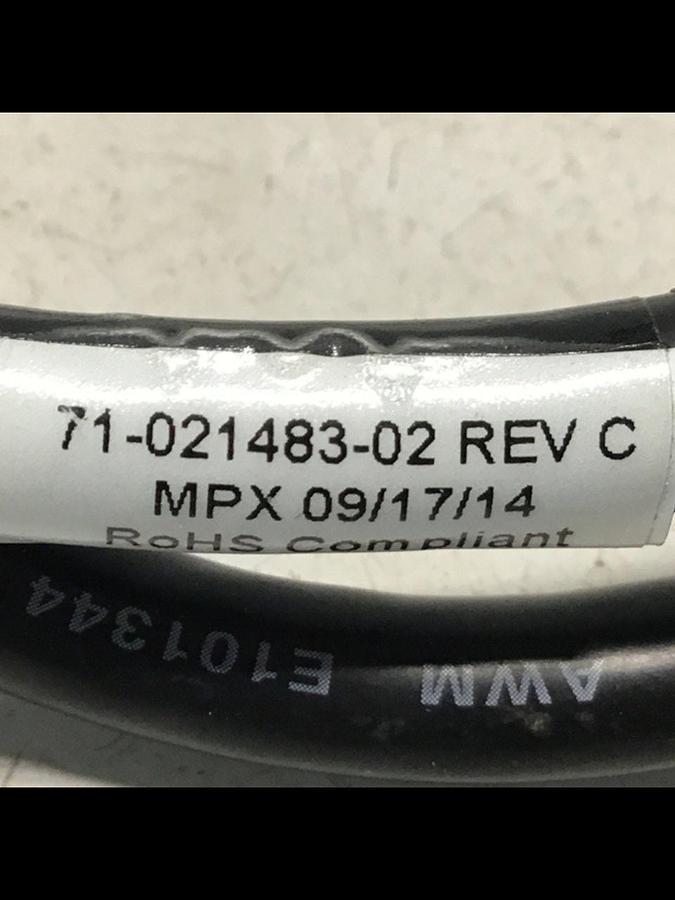 71-021483-02 REV C
MPX 09/17/14
RoHS Compliant
AWM E101344